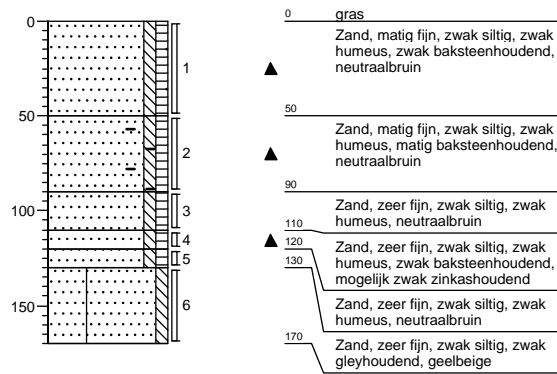 0
50
100
150
1
2
3
4
5
6
0 gras
Zand, matig fijn, zwak siltig, zwak
humeus, zwak baksteenhoudend,
neutraalbruin
50
Zand, matig fijn, zwak siltig, zwak
humeus, matig baksteenhoudend,
neutraalbruin
90
Zand, zeer fijn, zwak siltig, zwak
humeus, neutraalbruin
110
Zand, zeer fijn, zwak siltig, zwak
humeus, zwak baksteenhoudend,
mogelijk zwak zinkashoudend
120
130
Zand, zeer fijn, zwak siltig, zwak
humeus, neutraalbruin
170
Zand, zeer fijn, zwak siltig, zwak
gleyhoudend, geelbeige